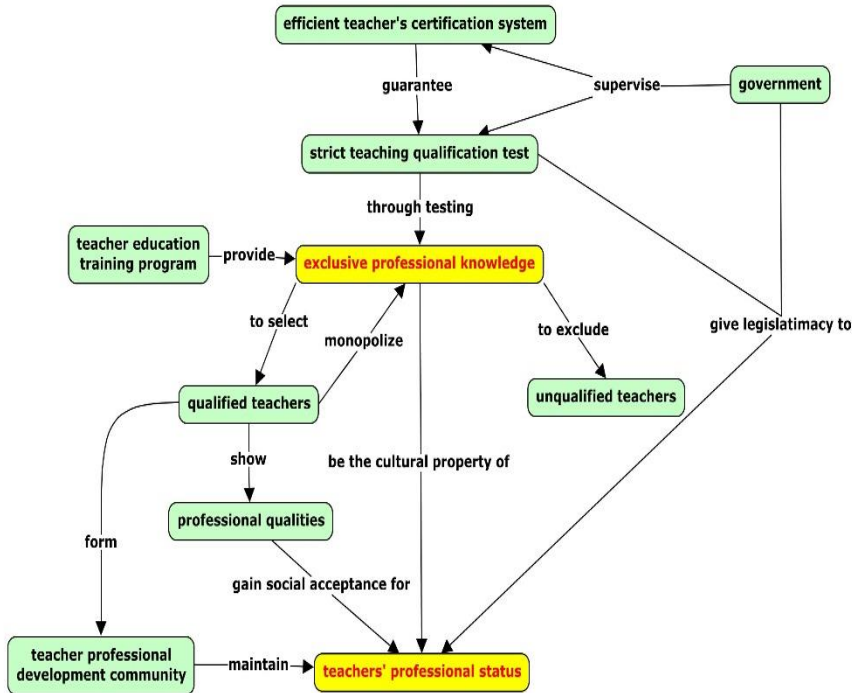 efficient teacher's certification system
guarantee
supervise
government
strict teaching qualification test
through testing
teacher education
training program
provide
exclusive professional knowledge
to select
monopolize
to exclude
give legislatimacy to
qualified teachers
unqualified teachers
show
be the cultural property of
professional qualities
form
gain social acceptance for
teacher professional
development community
maintain
teachers' professional status